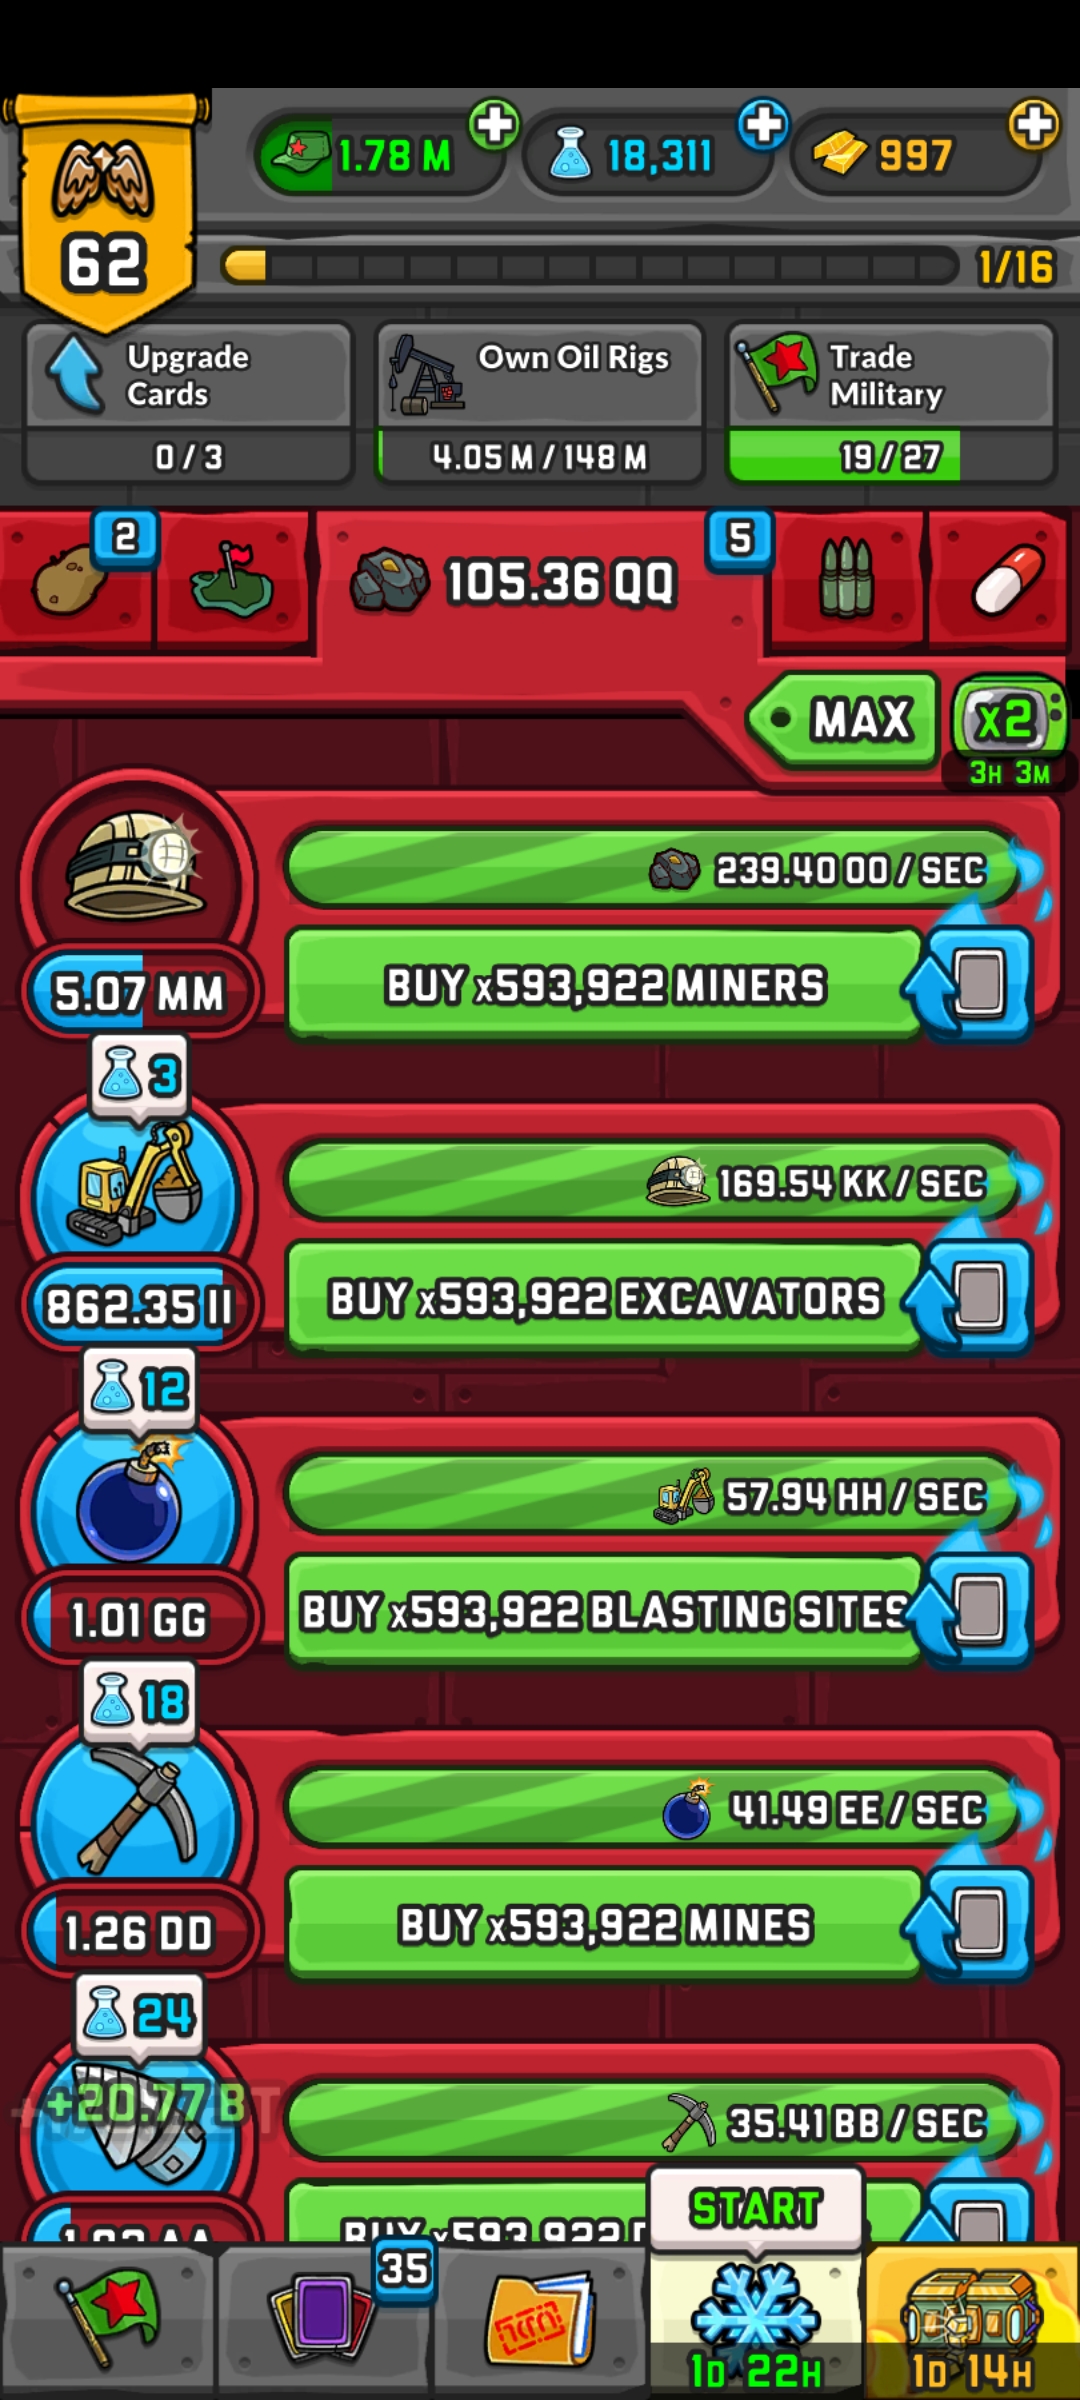 1.78 M
18,311
997
62
1/16
Upgrade
Cards
0 / 3
Own Oil Rigs
4.05 M / 148 M
Trade
Military
19 / 27
2
105.36 QQ
5
MAX
x2
3H 3M
239.40 OO / SEC
5.07 MM
BUY x593,922 MINERS
3
169.54 KK / SEC
862.35 II
BUY x593,922 EXCAVATORS
12
57.94 HH / SEC
1.01 GG
BUY x593,922 BLASTING SITES
18
41.49 EE / SEC
1.26 DD
BUY x593,922 MINES
24
+20.77 B
35.41 BB / SEC
BUY x593,922
START
35
1D 22H
1D 14H